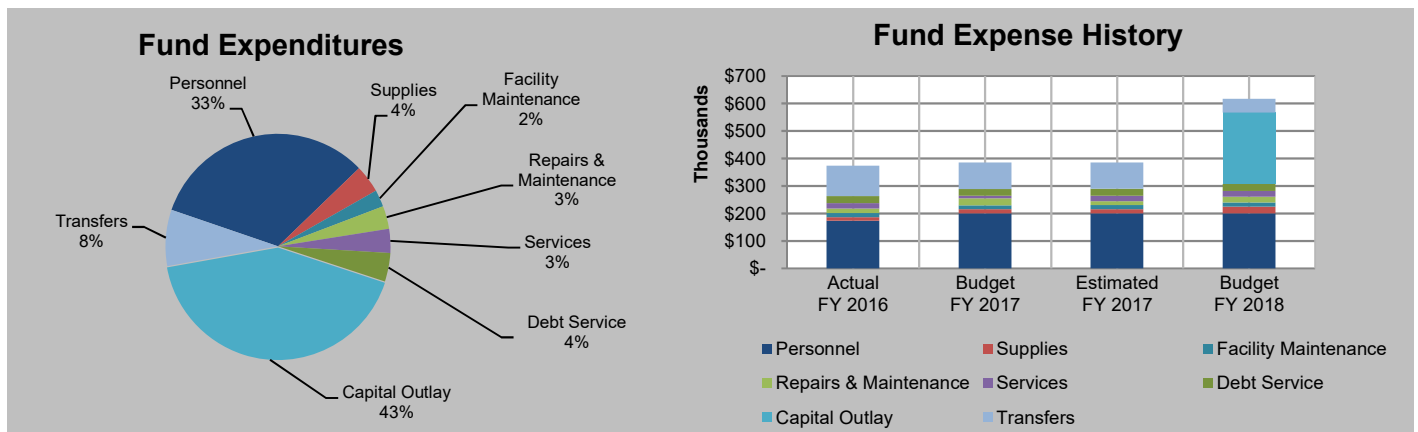 Fund Expenditures
Personnel
33%
Supplies
4%
Facility
Maintenance
2%
Repairs &
Maintenance
3%
Services
3%
Debt Service
4%
Capital Outlay
43%
Transfers
8%
Fund Expense History
Thousands
$700
$600
$500
$400
$300
$200
$100
$-
Actual
FY 2016
Budget
FY 2017
Estimated
FY 2017
Budget
FY 2018
Personnel
Supplies
Facility Maintenance
Repairs & Maintenance
Services
Debt Service
Capital Outlay
Transfers